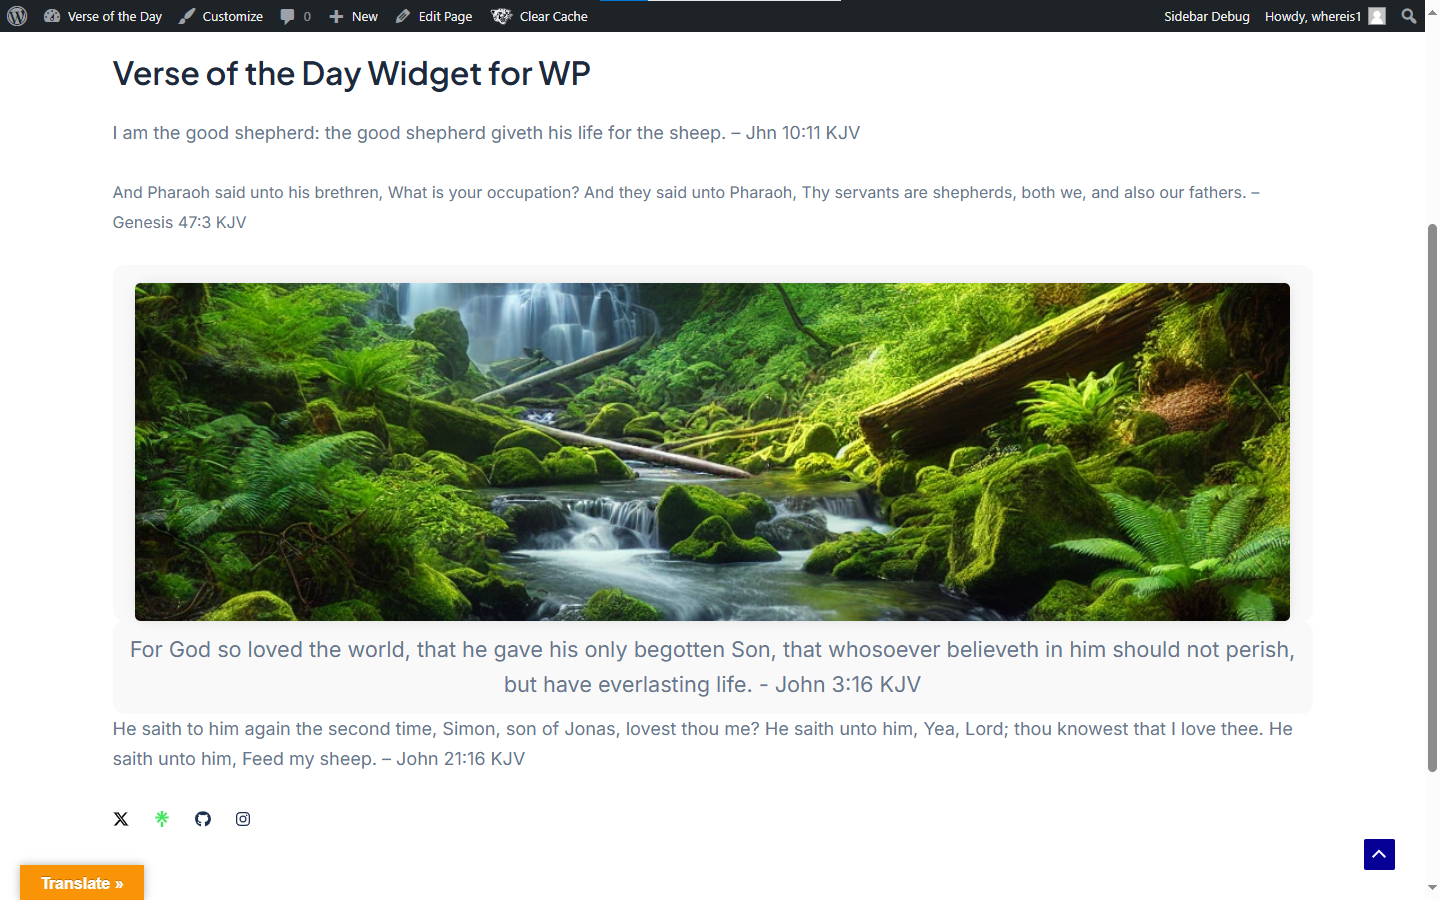 Verse of the Day Customize 0 New Edit Page Clear Cache Sidebar Debug Howdy, whereis1
Verse of the Day Widget for WP
I am the good shepherd: the good shepherd giveth his life for the sheep. – Jhn 10:11 KJV
And Pharaoh said unto his brethren, What is your occupation? And they said unto Pharaoh, Thy servants are shepherds, both we, and also our fathers. –
Genesis 47:3 KJV
For God so loved the world, that he gave his only begotten Son, that whosoever believeth in him should not perish,
but have everlasting life. - John 3:16 KJV
He saith to him again the second time, Simon, son of Jonas, lovest thou me? He saith unto him, Yea, Lord; thou knowest that I love thee. He
saith unto him, Feed my sheep. – John 21:16 KJV
Translate »